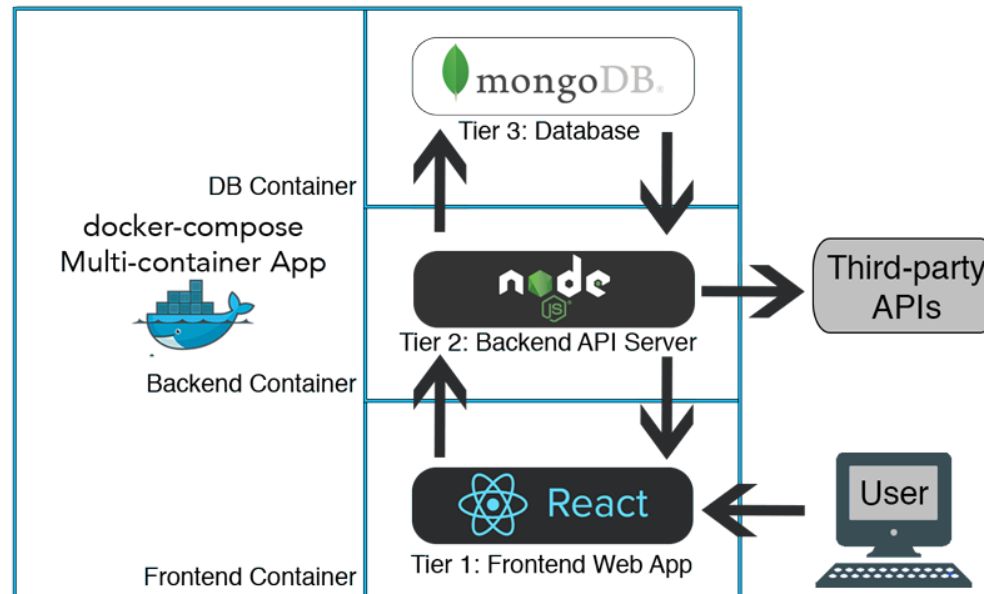 mongoDB®
Tier 3: Database
DB Container
docker-compose
Multi-container App
node
JS
Tier 2: Backend API Server
Third-party
APIs
Backend Container
React
User
Tier 1: Frontend Web App
Frontend Container